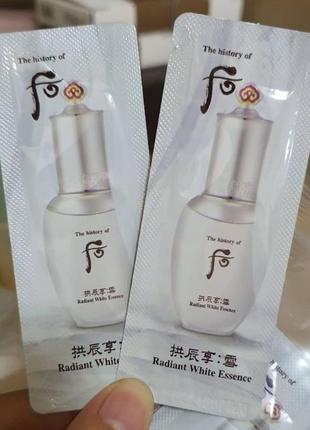 The history of
后
The history of
后
拱辰享:雪
Radiant White Essence
拱辰享:雪
Radiant White
The history of
后
The history of
后
拱辰享:雪
Radiant White Essence
拱辰享:雪
Radiant White Essence
history of